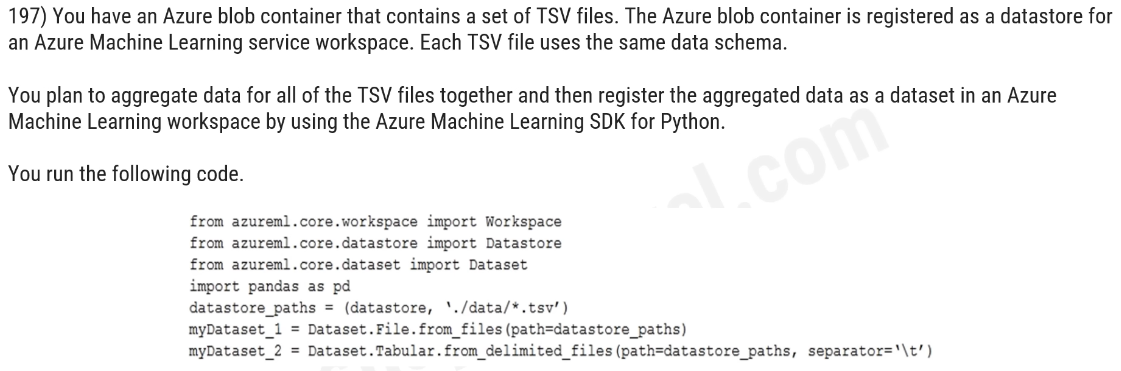 197) You have an Azure blob container that contains a set of TSV files. The Azure blob container is registered as a datastore for
an Azure Machine Learning service workspace. Each TSV file uses the same data schema.
You plan to aggregate data for all of the TSV files together and then register the aggregated data as a dataset in an Azure
Machine Learning workspace by using the Azure Machine Learning SDK for Python.
You run the following code.
from azureml.core.workspace import Workspace
from azureml.core.datastore import Datastore
from azureml.core.dataset import Dataset
import pandas as pd
datastore_paths = (datastore, './data/*.tsv')
myDataset_1 = Dataset.File.from_files(path=datastore_paths)
myDataset_2 = Dataset.Tabular.from_delimited_files(path=datastore_paths, separator='\t')